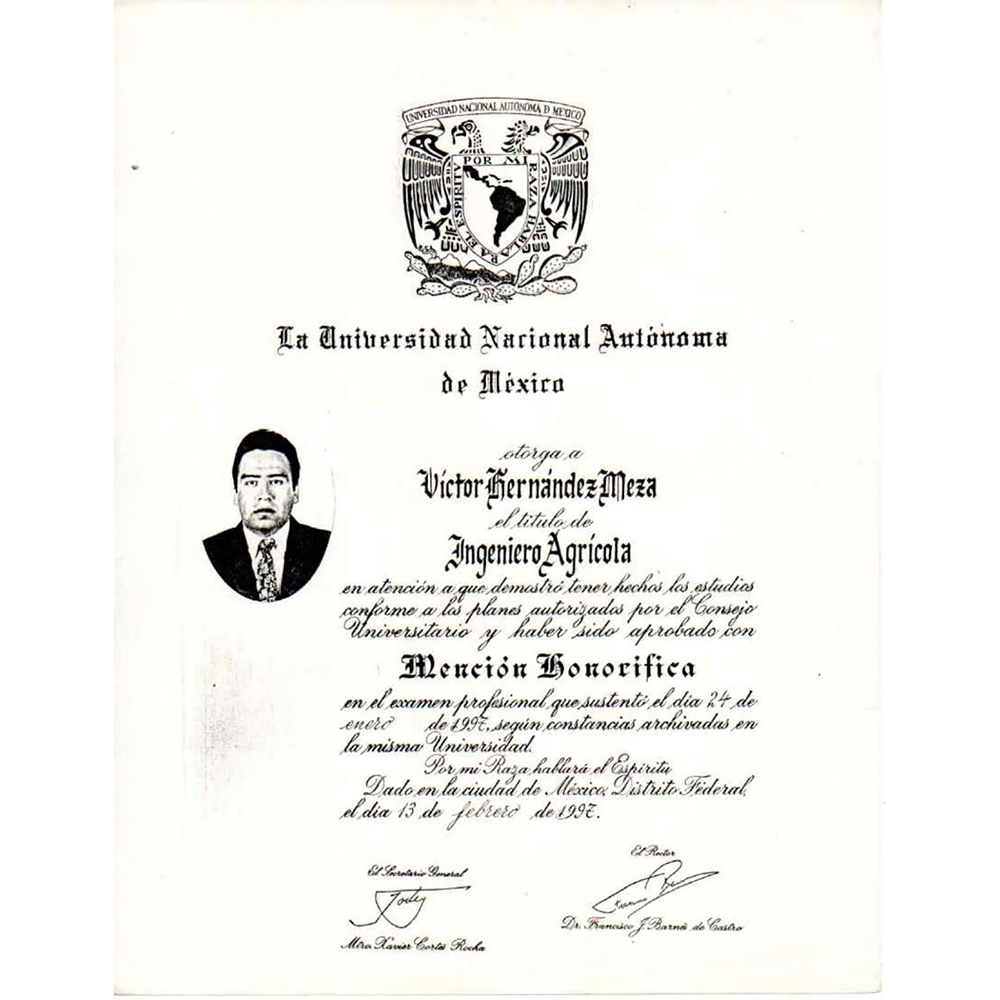 UNIVERSIDAD NACIONAL AUTÓNOMA D MEXICO
POR MI RAZA HABLARA EL ESPIRITU
La Universidad Nacional Autónoma
de México
otorga a
Víctor Hernández Meza
el título de
Ingeniero Agrícola
en atención a que demostró tener hechos los estudios
conforme a los planes autorizados por el Consejo
Universitario y haber sido aprobado con
Mención Honorífica
en el examen profesional que sustentó el día 24 de
enero de 1997, según constancias archivadas en
la misma Universidad.
Por mi Raza hablará el Espíritu
Dado en la ciudad de México, Distrito Federal,
el día 13 de febrero de 1997.
El Secretario General
Mtro. Xavier Cortés Rocha
El Rector
Dr. Francisco J. Barnés de Castro